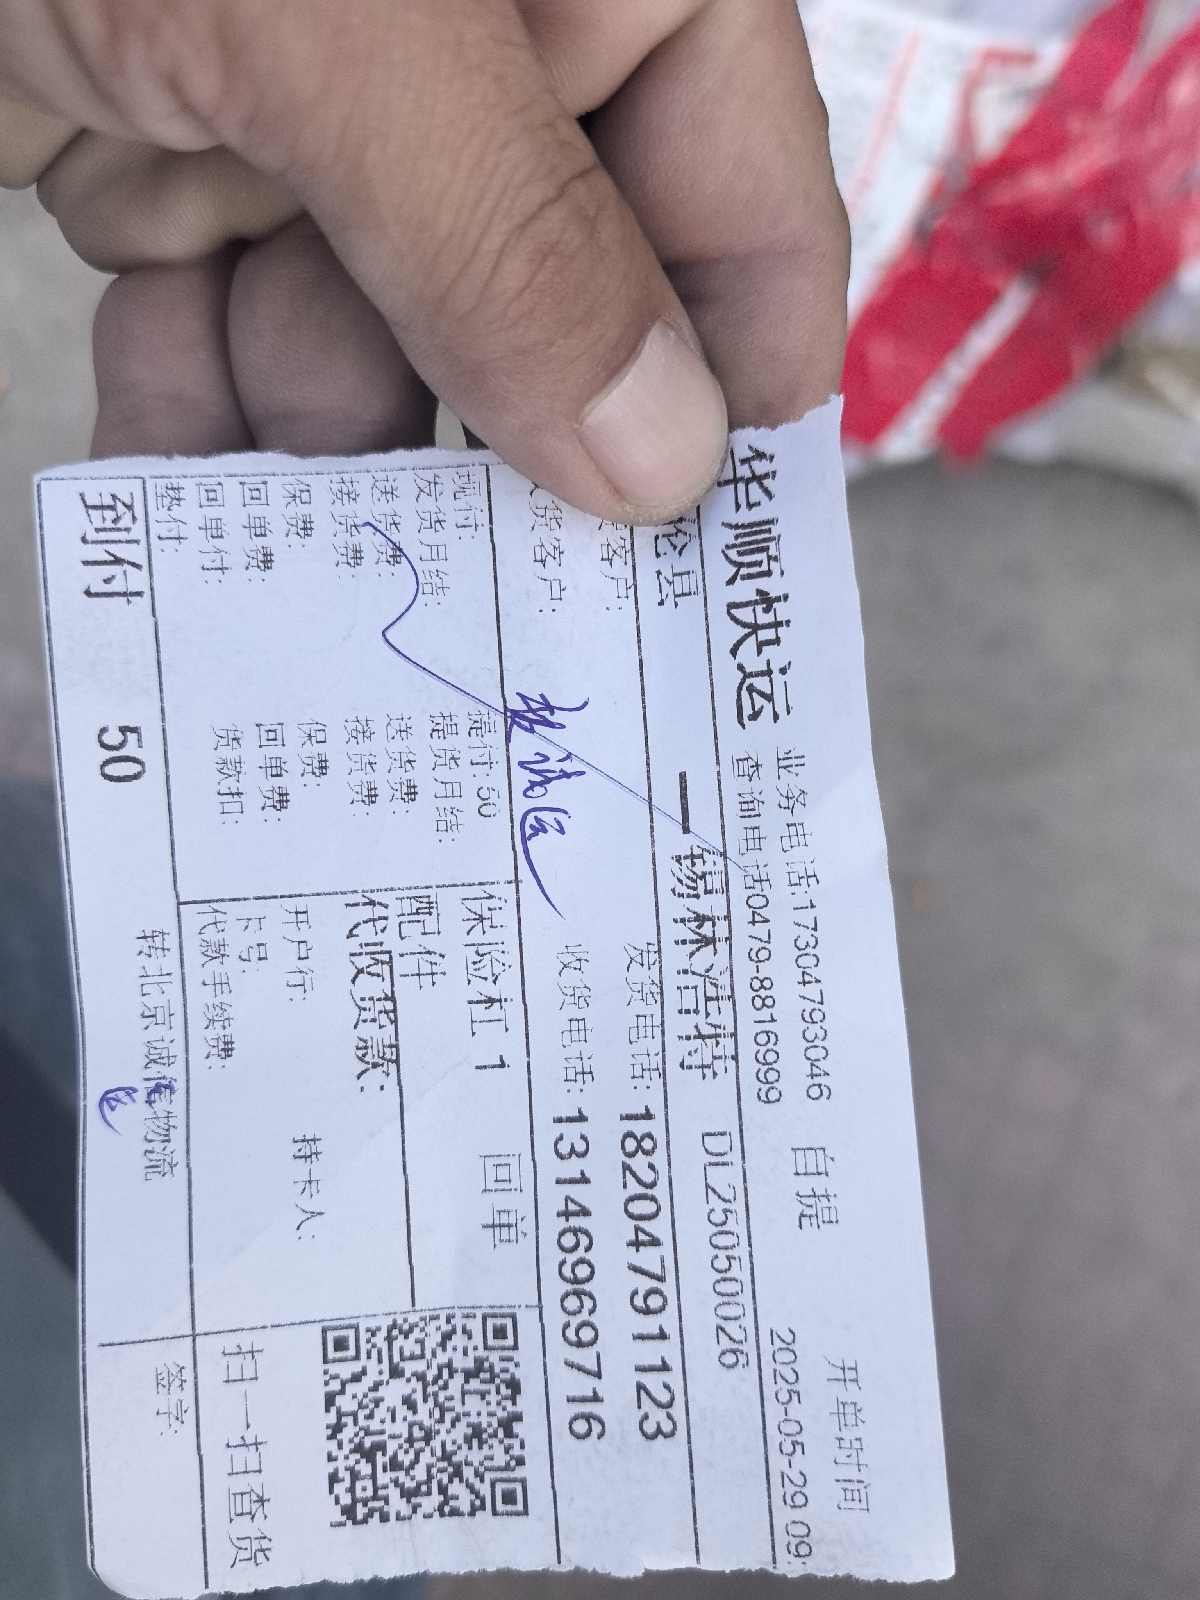 华顺快运 业务电话:17304793046 自提 开单时间
查询电话0479-8816999 2025-05-29 09:
伦县 — 锡林浩特 DL25050026
客户: 发货电话: 18204791123
货客户: 收货电话: 13146969716
现付: 提付: 50 保险杠 1 回单
发货月结: 提货月结: 配件
送货费: 送货费: 代收货款:
接货费: 接货费:
保费: 保费: 开户行: 持卡人:
回单费: 回单费: 卡号:
回单付: 货款扣: 代款手续费: 扫一扫查货
垫付:
到付 50 转北京诚信物流 签字: